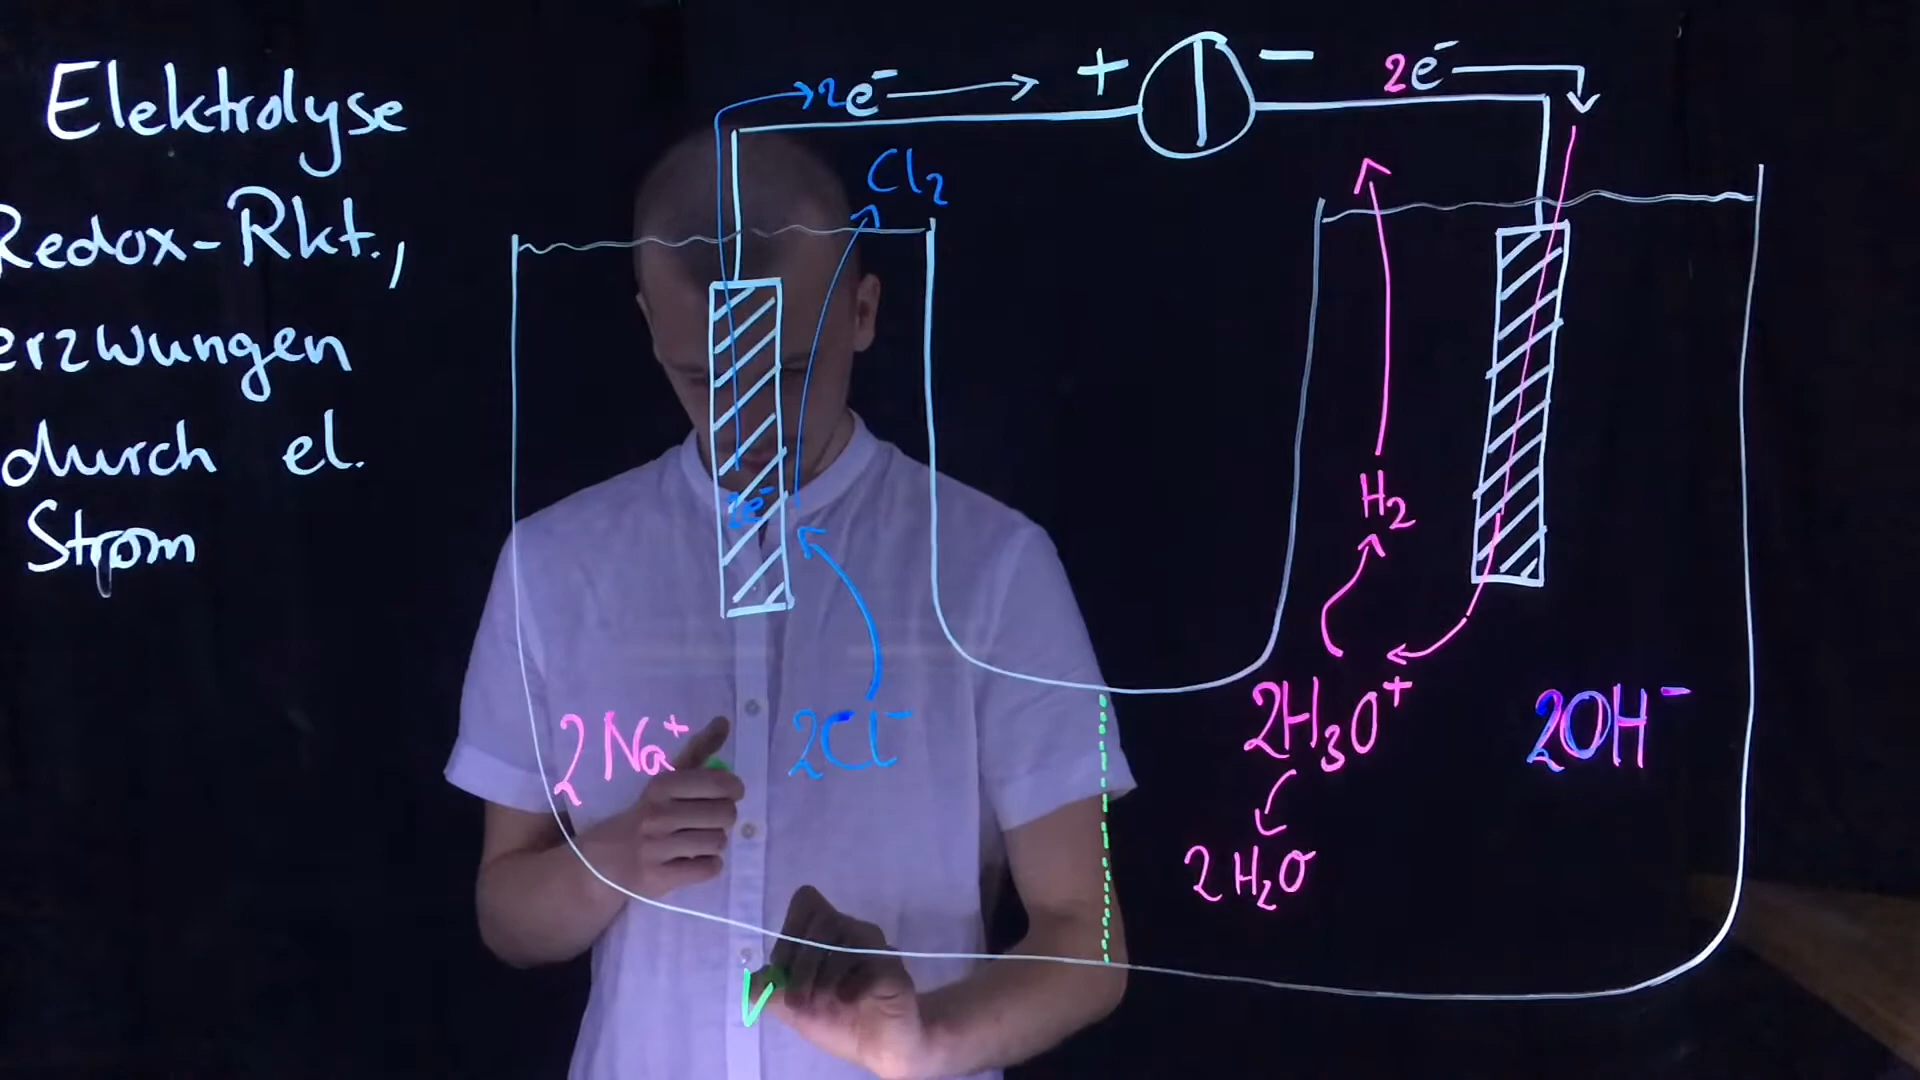 Elektrolyse
Redox-Rkt.,
erzwungen
durch el.
Strom
2e⁻
+
−
2e⁻
Cl₂
2e⁻
H₂
2Na⁺
2Cl⁻
2H₃O⁺
2OH⁻
2H₂O